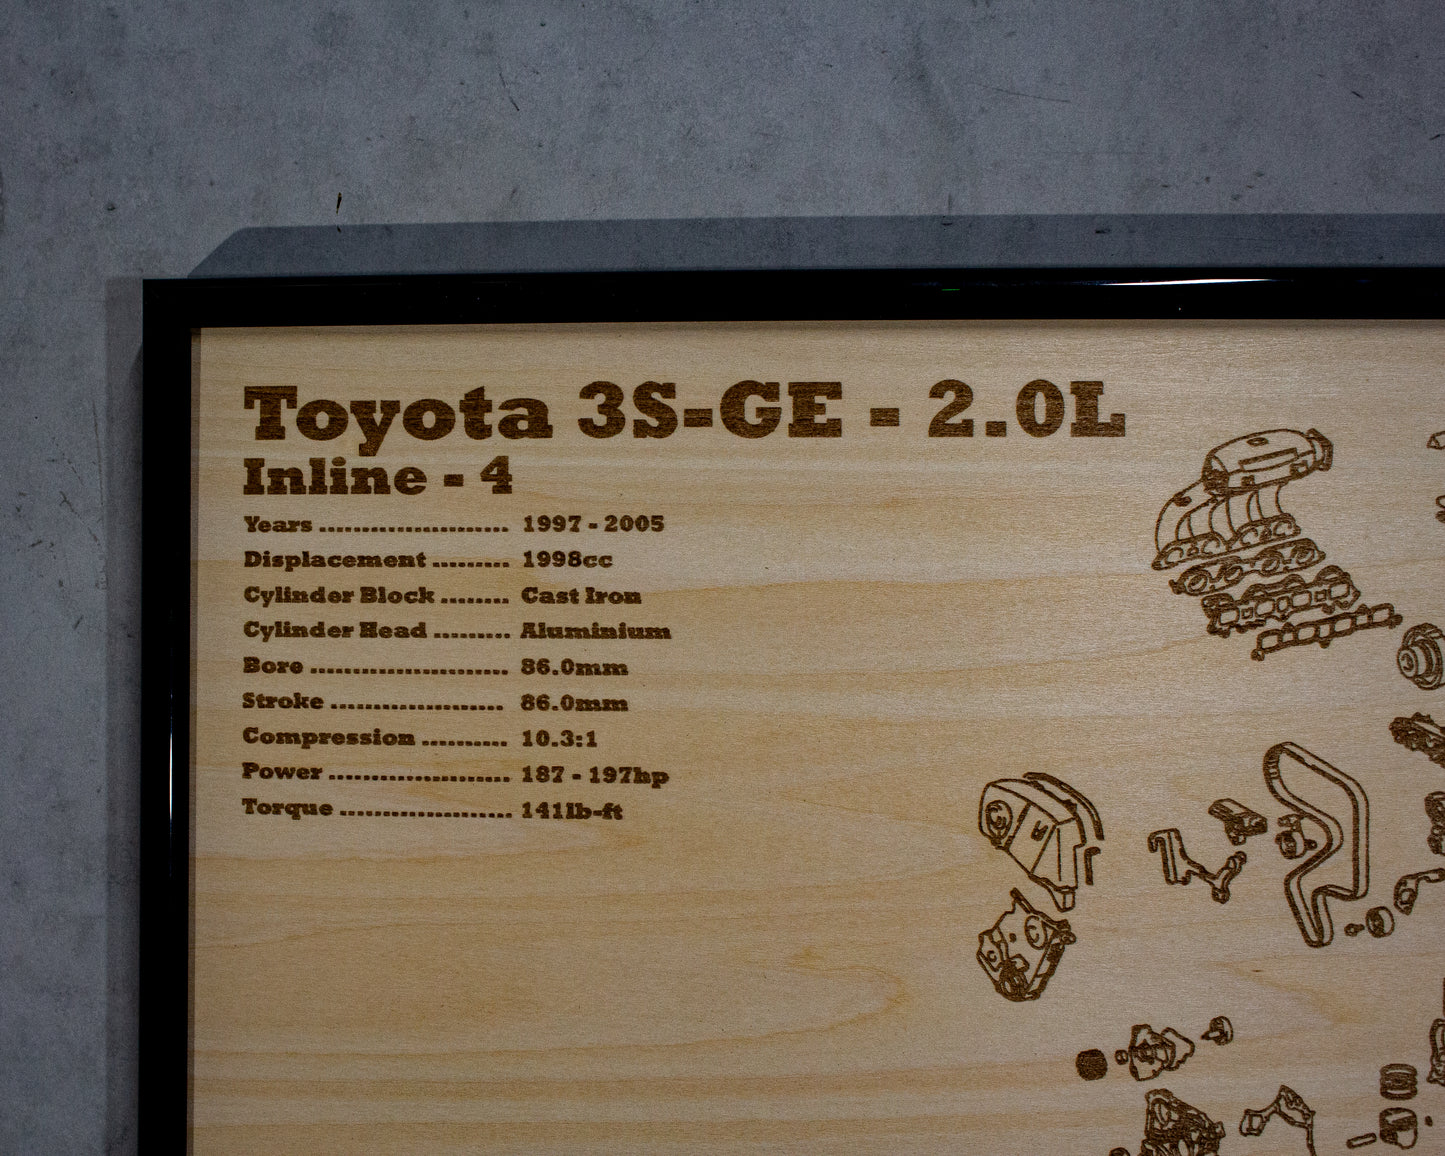 Toyota 3S-GE - 2.0L
Inline - 4
Years ...................... 1997 - 2005
Displacement ......... 1998cc
Cylinder Block ........ Cast Iron
Cylinder Head ......... Aluminium
Bore ....................... 86.0mm
Stroke .................... 86.0mm
Compression .......... 10.3:1
Power ..................... 187 - 197hp
Torque .................... 141lb-ft